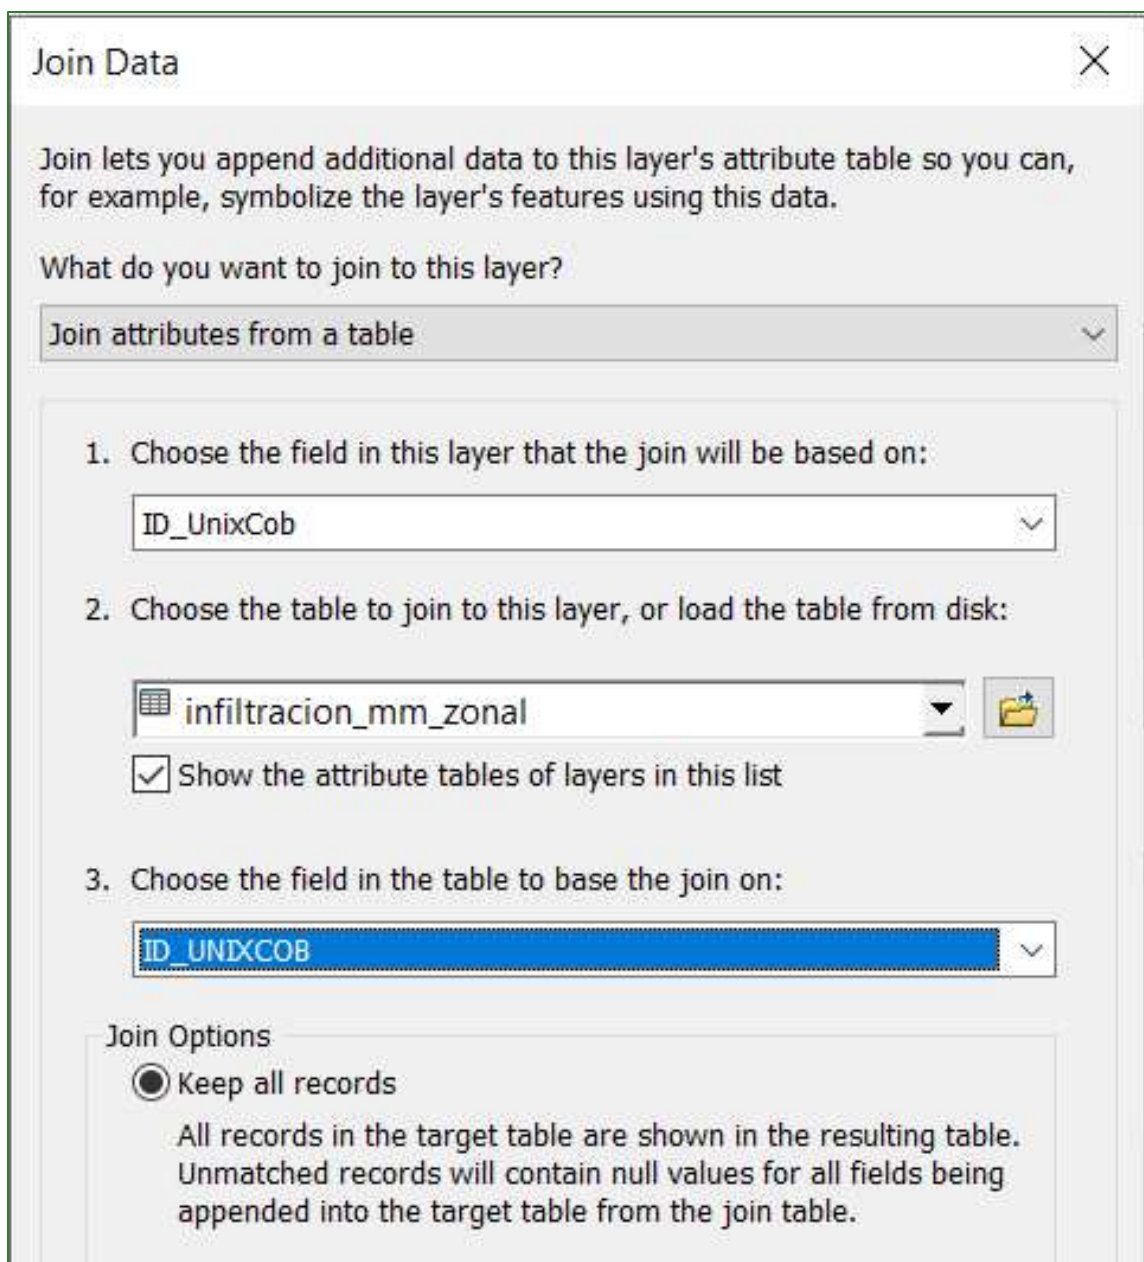 Join Data
Join lets you append additional data to this layer's attribute table so you can,
for example, symbolize the layer's features using this data.
What do you want to join to this layer?
Join attributes from a table
1. Choose the field in this layer that the join will be based on:
ID_UnixCob
2. Choose the table to join to this layer, or load the table from disk:
infiltracion_mm_zonal
Show the attribute tables of layers in this list
3. Choose the field in the table to base the join on:
ID_UNIXCOB
Join Options
Keep all records
All records in the target table are shown in the resulting table.
Unmatched records will contain null values for all fields being
appended into the target table from the join table.